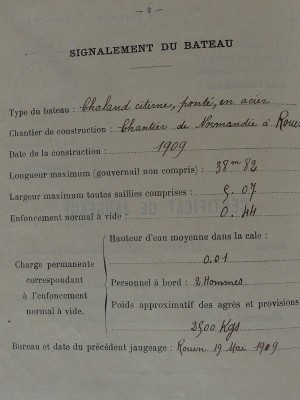 — 2 —
SIGNALEMENT DU BATEAU
Type du bateau : Chaland citerne, ponté, en acier
Chantier de construction : Chantier de Normandie à Rouen
Date de la construction : 1909
Longueur maximum (gouvernail non compris) : 38m82
Largeur maximum toutes saillies comprises : 5.07
Enfoncement normal à vide : 0.44
Charge permanente correspondant à l'enfoncement normal à vide.
Hauteur d'eau moyenne dans la cale :
0.01
Personnel à bord : 2 Hommes
Poids approximatif des agrès et provisions
2500 Kgs
Bureau et date du précédent jaugeage : Rouen 19 Mai 1909